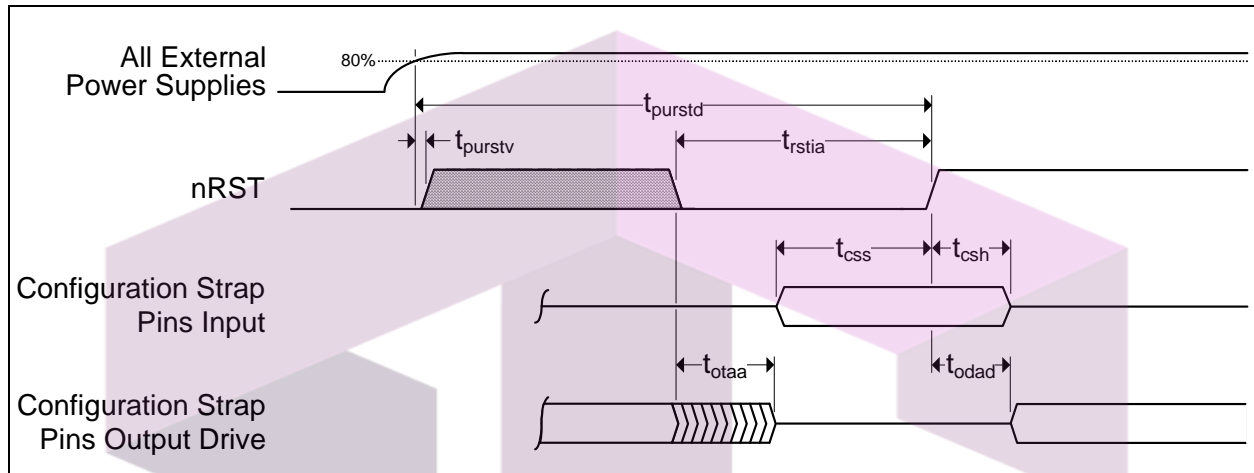 All External
Power Supplies
80%
t_purstd
t_purstv
t_rstia
nRST
t_css
t_csh
Configuration Strap
Pins Input
t_otaa
t_odad
Configuration Strap
Pins Output Drive